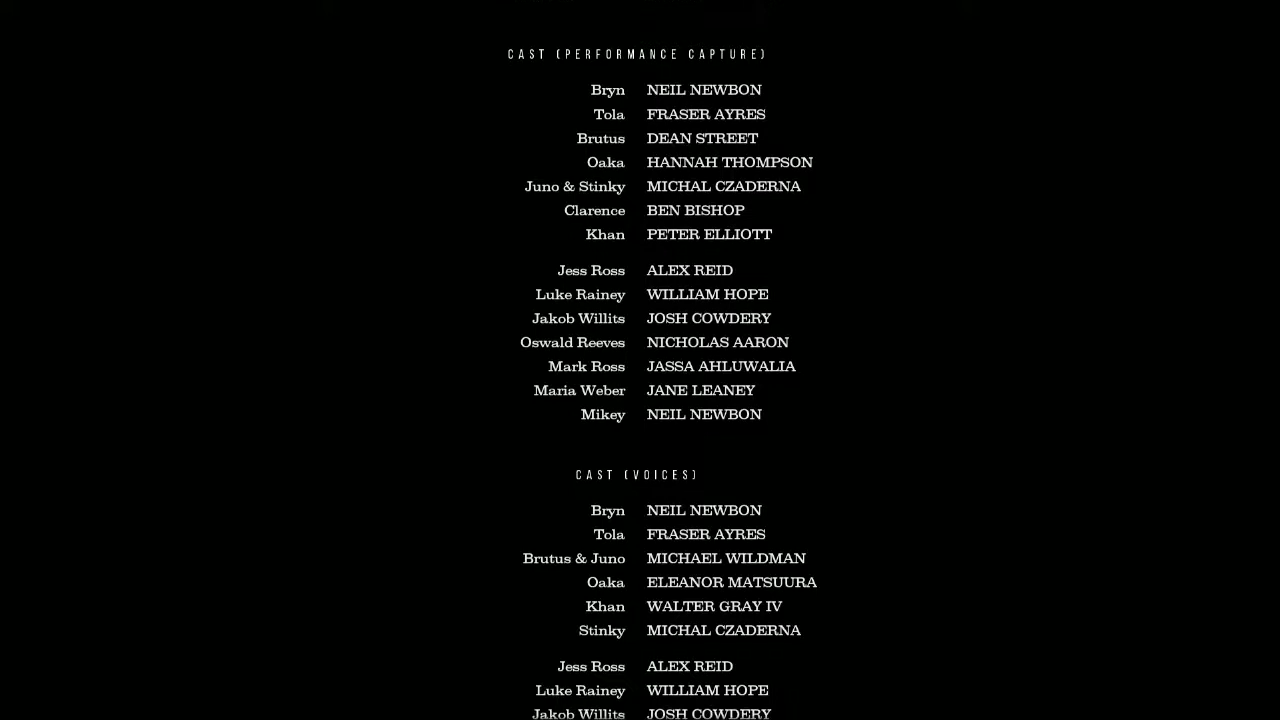 CAST (PERFORMANCE CAPTURE)
Bryn NEIL NEWBON
Tola FRASER AYRES
Brutus DEAN STREET
Oaka HANNAH THOMPSON
Juno & Stinky MICHAL CZADERNA
Clarence BEN BISHOP
Khan PETER ELLIOTT
Jess Ross ALEX REID
Luke Rainey WILLIAM HOPE
Jakob Willits JOSH COWDERY
Oswald Reeves NICHOLAS AARON
Mark Ross JASSA AHLUWALIA
Maria Weber JANE LEANEY
Mikey NEIL NEWBON
CAST (VOICES)
Bryn NEIL NEWBON
Tola FRASER AYRES
Brutus & Juno MICHAEL WILDMAN
Oaka ELEANOR MATSUURA
Khan WALTER GRAY IV
Stinky MICHAL CZADERNA
Jess Ross ALEX REID
Luke Rainey WILLIAM HOPE
Jakob Willits JOSH COWDERY